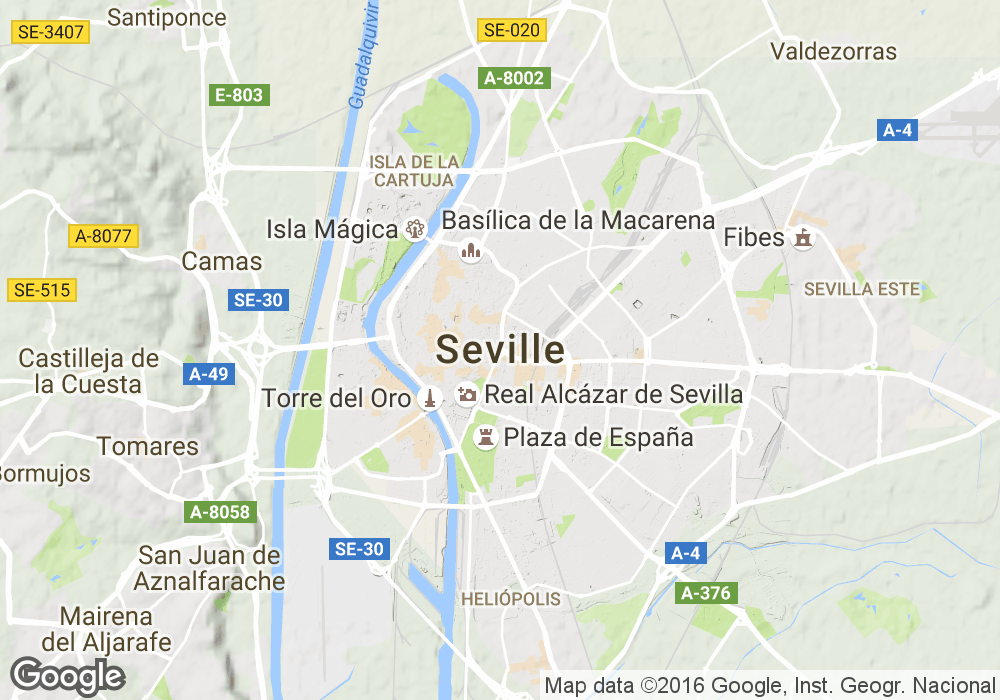 Santiponce
SE-3407
SE-020
Valdezorras
Guadalquivir
A-8002
E-803
A-4
ISLA DE LA
CARTUJA
Isla Mágica
Basílica de la Macarena
A-8077
Fibes
Camas
SE-515
SE-30
SEVILLA ESTE
Seville
Castilleja de
la Cuesta
A-49
Torre del Oro
Real Alcázar de Sevilla
Plaza de España
Tomares
Bormujos
A-8058
SE-30
San Juan de
Aznalfarache
A-4
A-376
HELIÓPOLIS
Mairena
del Aljarafe
Google
Map data ©2016 Google, Inst. Geogr. Nacional